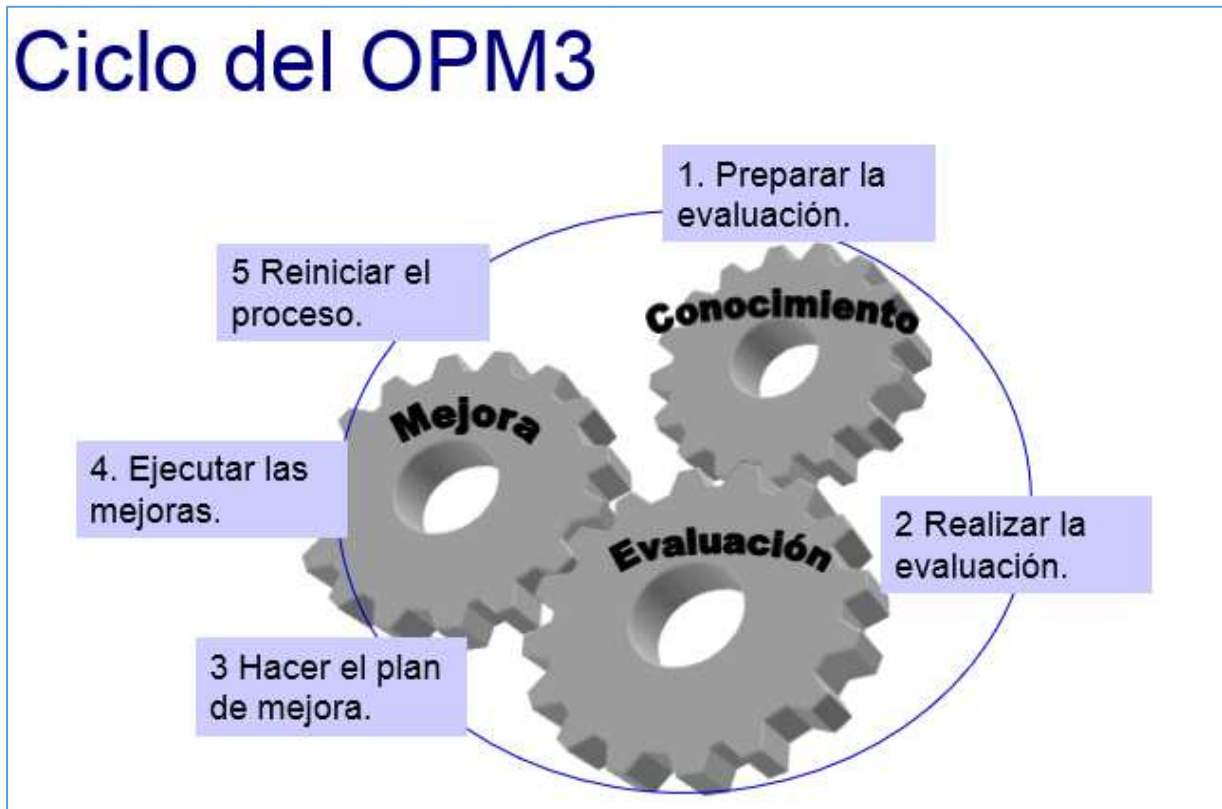 Ciclo del OPM3
1. Preparar la
evaluación.
5 Reiniciar el
proceso.
Conocimiento
Mejora
4. Ejecutar las
mejoras.
2 Realizar la
evaluación.
Evaluación
3 Hacer el plan
de mejora.